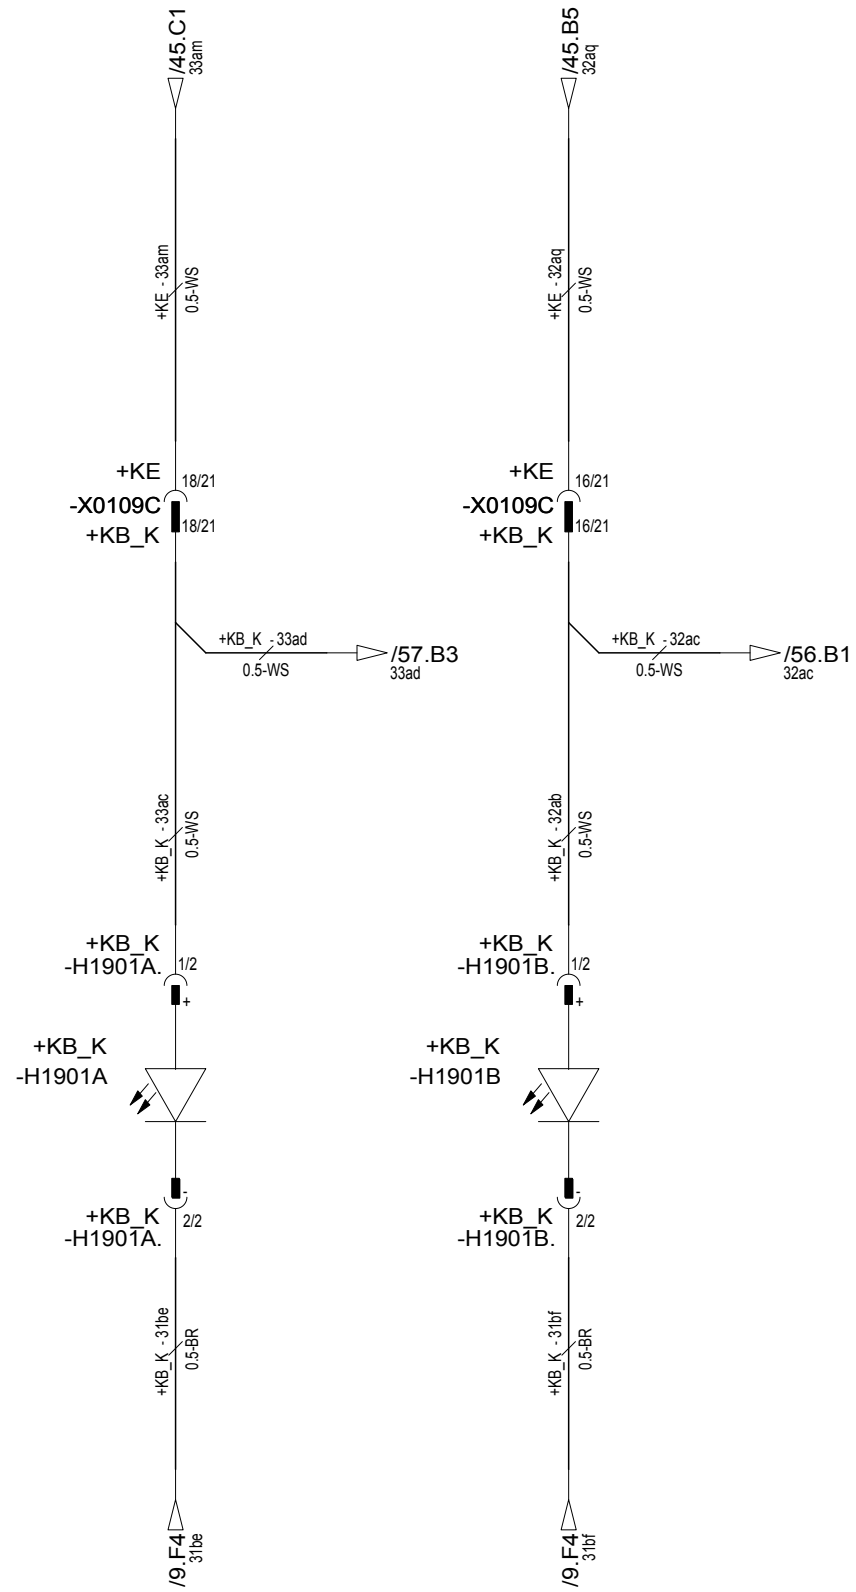 /45.C1
33am
+KE - 33am
0.5-WS
+KE
18/21
-X0109C
18/21
+KB_K
+KB_K - 33ad
0.5-WS
/57.B3
33ad
+KB_K - 33ac
0.5-WS
+KB_K
-H1901A.
1/2
+
+KB_K
-H1901A
-
+KB_K
-H1901A.
2/2
+KB_K - 31be
0.5-BR
/9.F4
31be
/45.B5
32aq
+KE - 32aq
0.5-WS
+KE
16/21
-X0109C
16/21
+KB_K
+KB_K - 32ac
0.5-WS
/56.B1
32ac
+KB_K - 32ab
0.5-WS
+KB_K
-H1901B.
1/2
+
+KB_K
-H1901B
-
+KB_K
-H1901B.
2/2
+KB_K - 31bf
0.5-BR
/9.F4
31bf